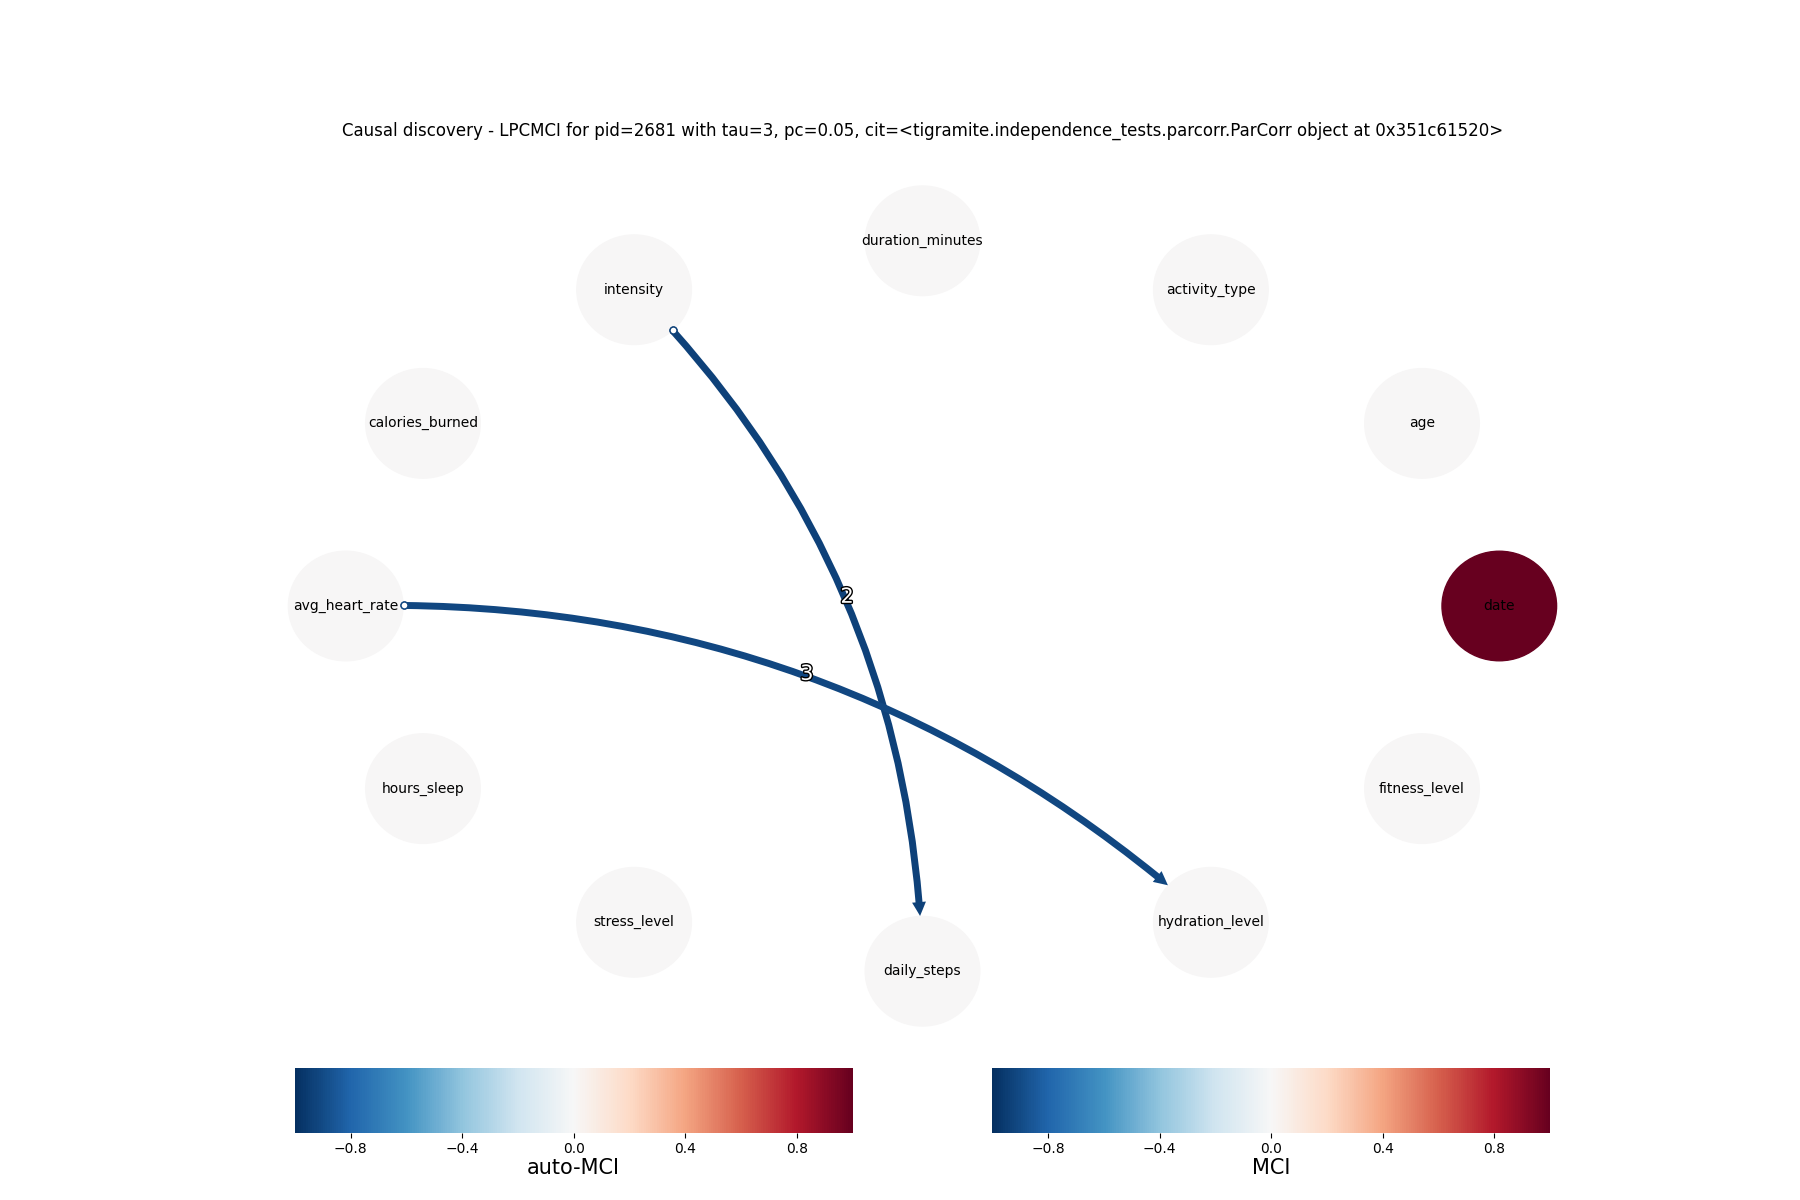 Causal discovery - LPCMCI for pid=2681 with tau=3, pc=0.05, cit=<tigramite.independence_tests.parcorr.ParCorr object at 0x351c61520>
duration_minutes
intensity
activity_type
calories_burned
age
2
avg_heart_rate
date
3
hours_sleep
fitness_level
stress_level
hydration_level
daily_steps
−0.8 −0.4 0.0 0.4 0.8
auto-MCI
−0.8 −0.4 0.0 0.4 0.8
MCI